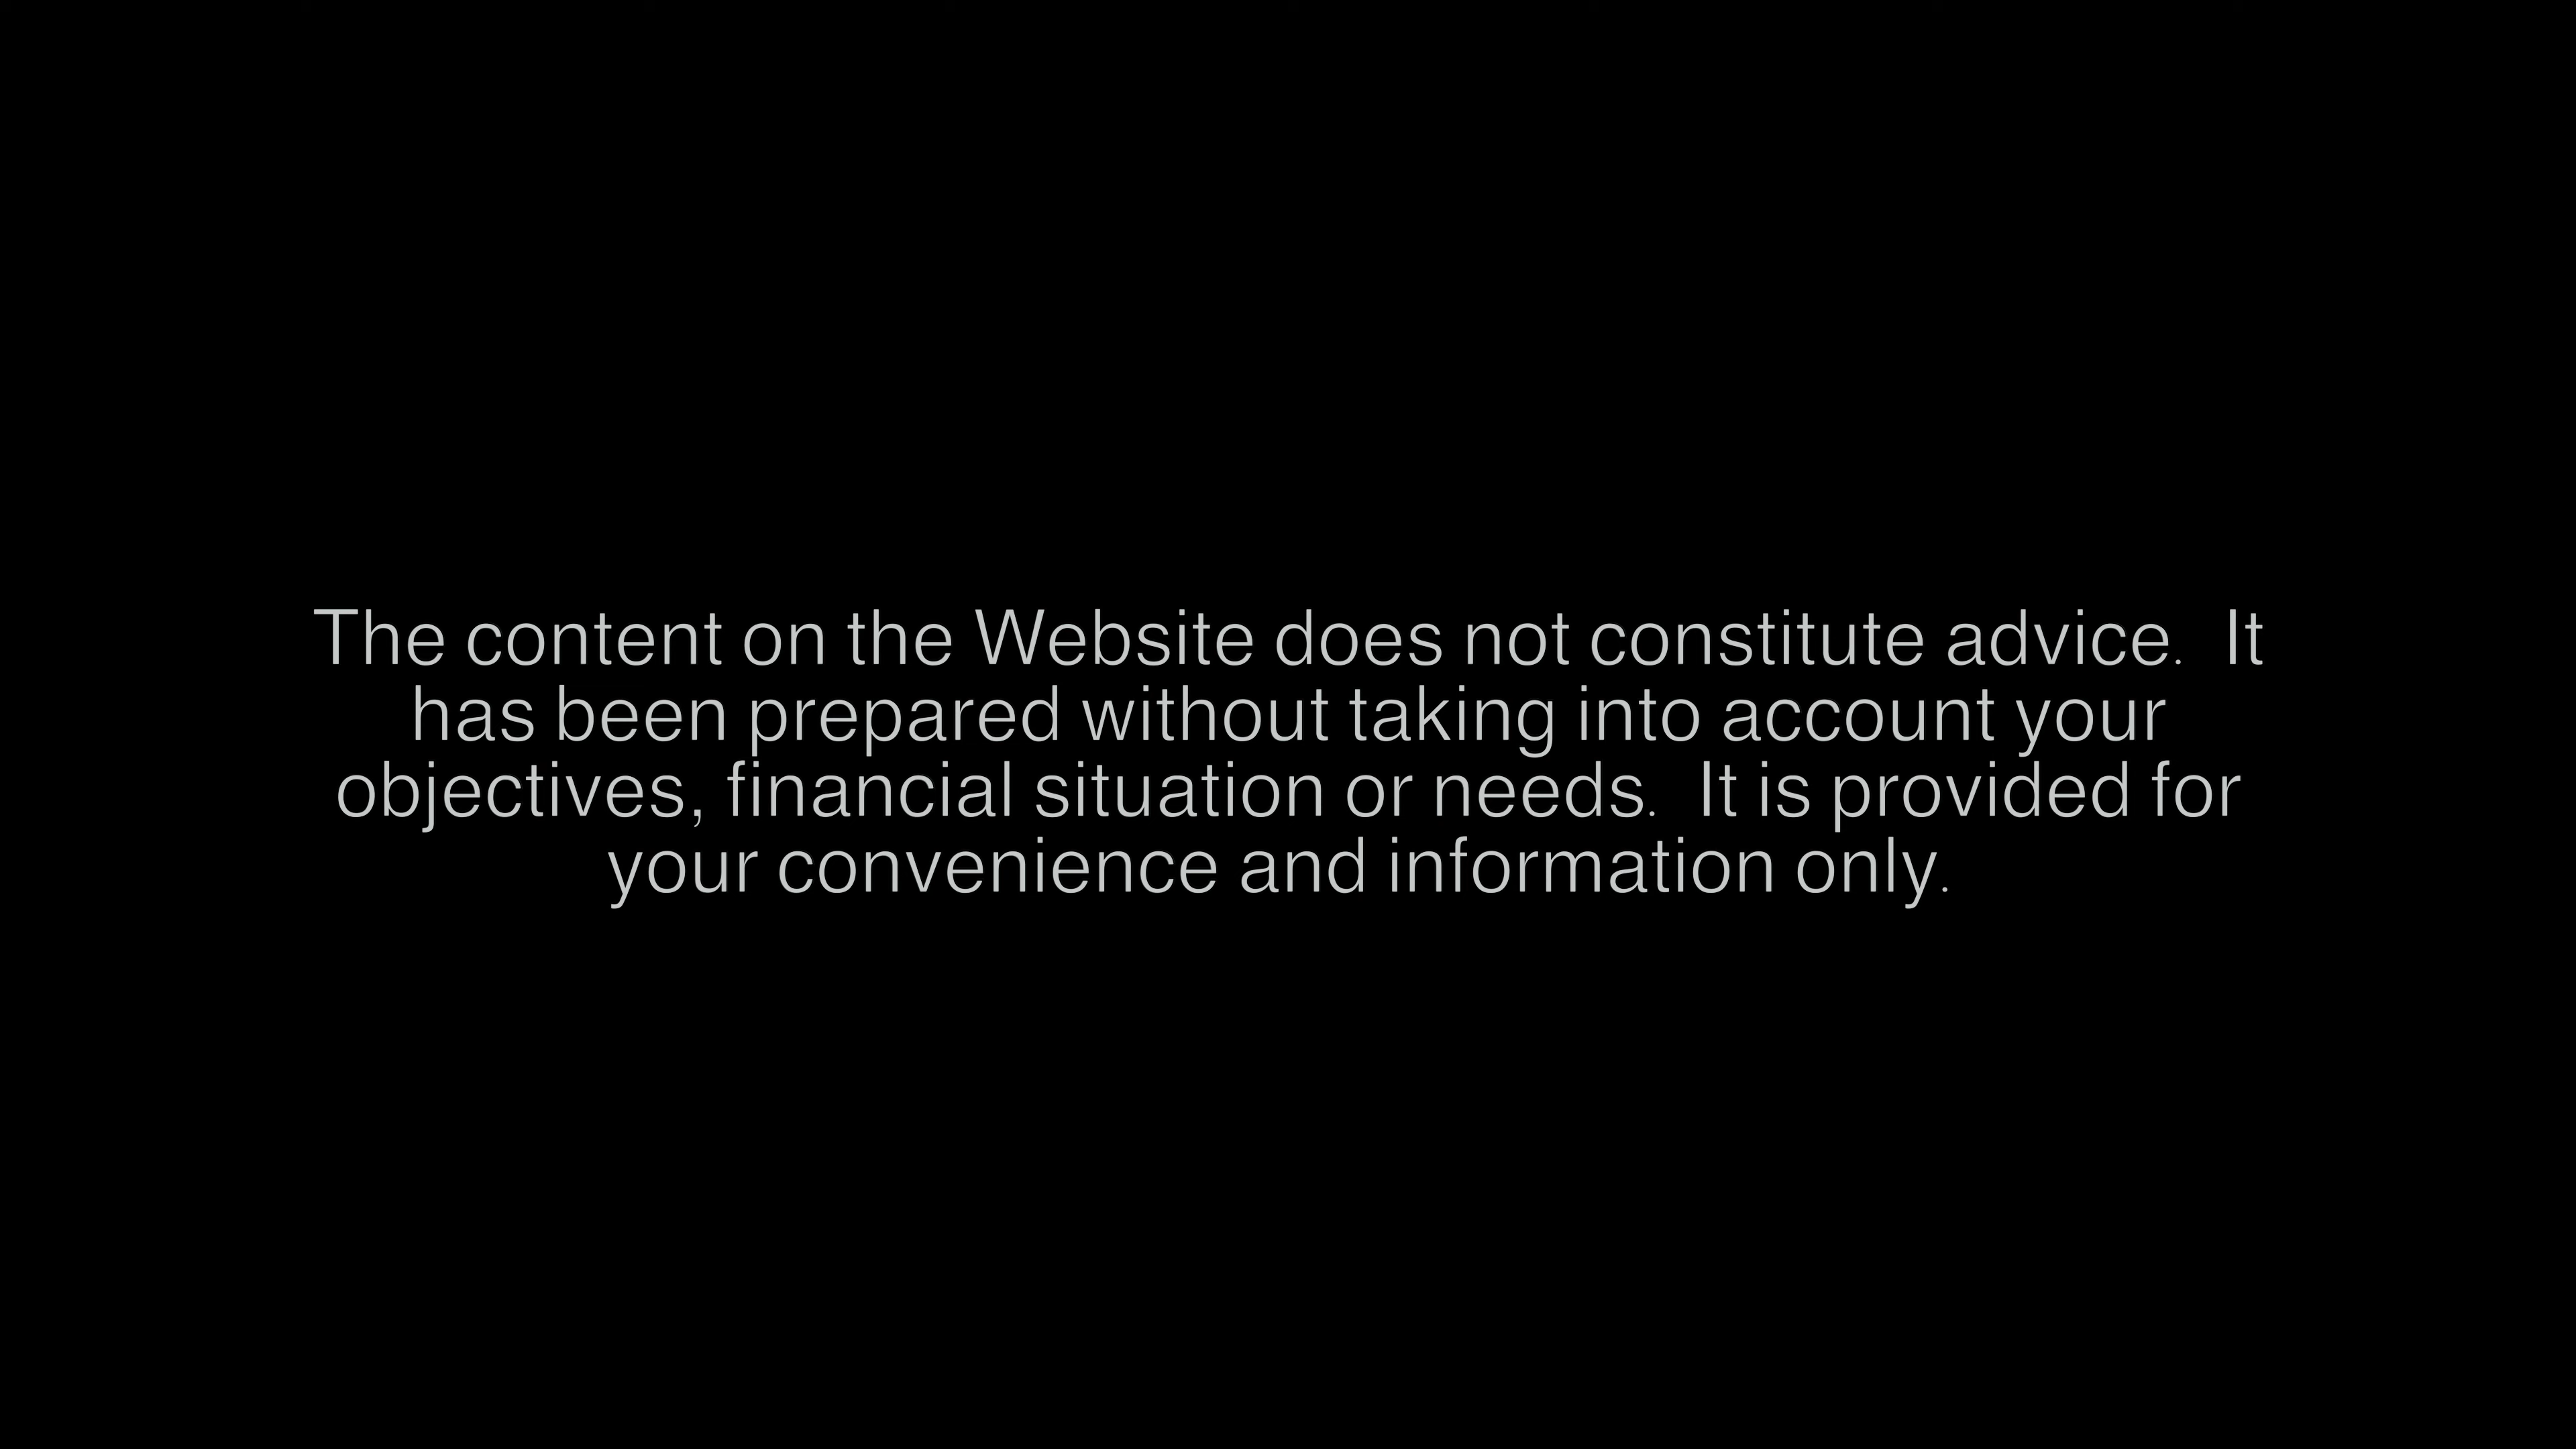 The content on the Website does not constitute advice.  It
has been prepared without taking into account your
objectives, financial situation or needs.  It is provided for
your convenience and information only.